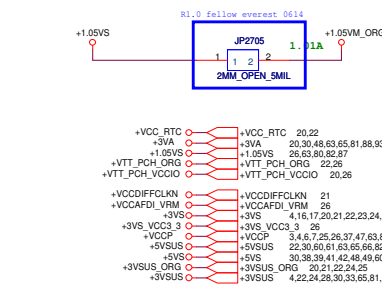 R1.0 fellow everest 0614
+1.05VS
+1.05VM_ORG
JP2705
1.01A
1 1 2 2
2MM_OPEN_5MIL
+VCC_RTC +VCC_RTC 20,22
+3VA +3VA 20,30,48,63,65,81,88,93
+1.05VS +1.05VS 26,63,80,82,87
+VTT_PCH_ORG +VTT_PCH_ORG 22,26
+VTT_PCH_VCCIO +VTT_PCH_VCCIO 20,26
+VCCDIFFCLKN +VCCDIFFCLKN 21
+VCCAFDI_VRM +VCCAFDI_VRM 26
+3VS +3VS 4,16,17,20,21,22,23,24,
+3VS_VCC3_3 +3VS_VCC3_3 26
+VCCP +VCCP 3,4,6,7,25,26,37,47,63,8
+5VSUS +5VSUS 22,30,60,61,63,65,66,82
+5VS +5VS 30,38,39,41,42,48,49,60
+3VSUS_ORG +3VSUS_ORG 20,21,22,24,25
+3VSUS +3VSUS 4,22,24,28,30,33,65,81,